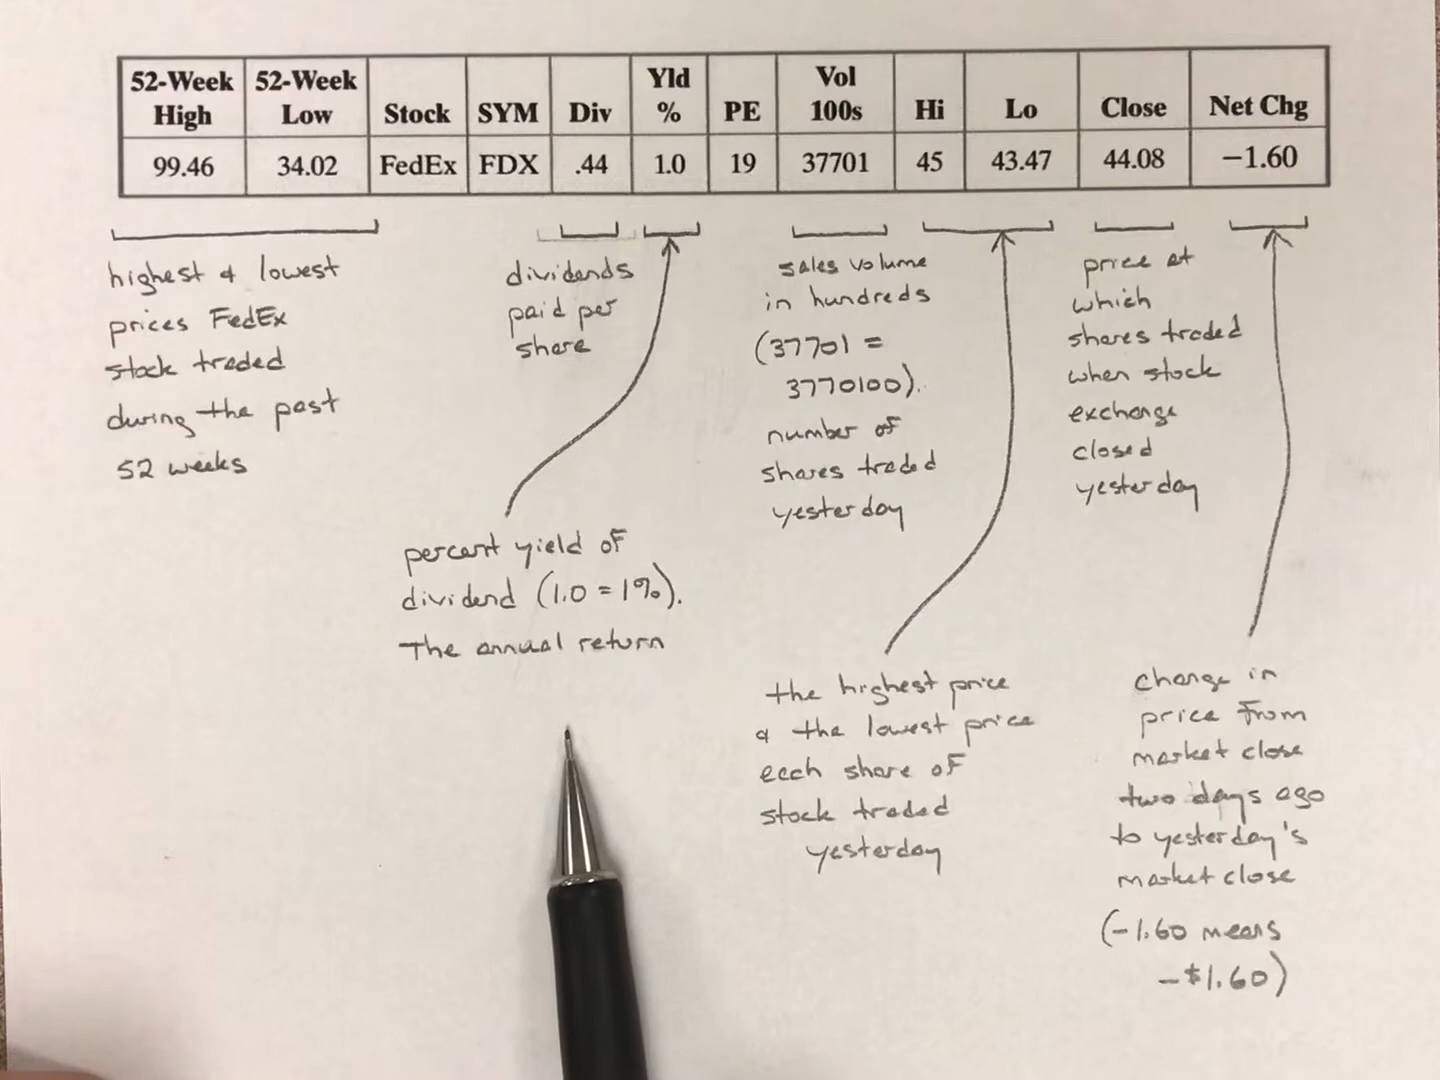 52-Week High 52-Week Low Stock SYM Div Yld % PE Vol 100s Hi Lo Close Net Chg
99.46 34.02 FedEx FDX .44 1.0 19 37701 45 43.47 44.08 −1.60
highest & lowest
prices FedEx
stock traded
during the past
52 weeks
dividends
paid per
share
percent yield of
dividend (1.0 = 1%).
The annual return
sales volume
in hundreds
(37701 =
3770100).
number of
shares traded
yesterday
the highest price
& the lowest price
each share of
stock traded
yesterday
price at
which
shares traded
when stock
exchange
closed
yesterday
change in
price from
market close
two days ago
to yesterday's
market close
(-1.60 means
-$1.60)